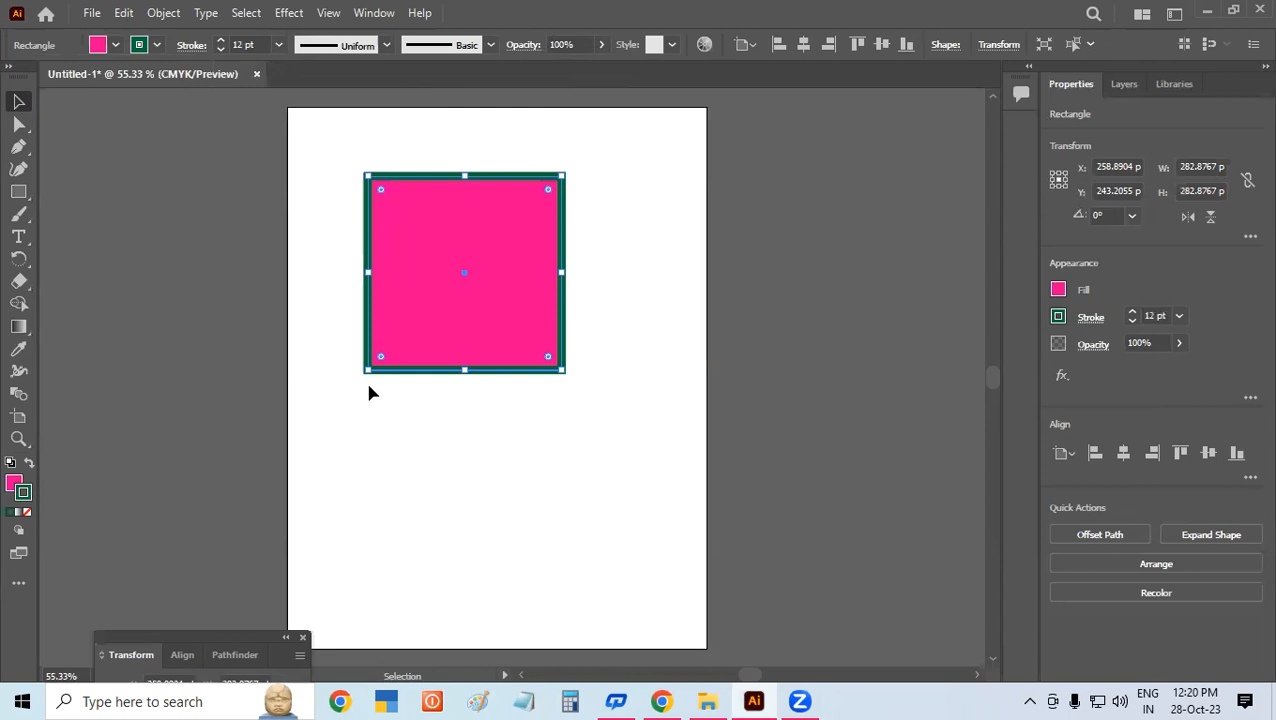 Ai File Edit Object Type Select Effect View Window Help
Rectangle Stroke: 12 pt Uniform Basic Opacity: 100% Style: Shape: Transform
Untitled-1* @ 55.33 % (CMYK/Preview)
Properties Layers Libraries
Rectangle
Transform
X: 258.8904 p W: 282.8767 p
Y: 243.2055 p H: 282.8767 p
0°
Appearance
Fill
Stroke 12 pt
Opacity 100%
fx.
Align
Quick Actions
Offset Path Expand Shape
Arrange
Recolor
Transform Align Pathfinder
55.33% Selection
Type here to search
Ai
ENG
IN
12:20 PM
28-Oct-23